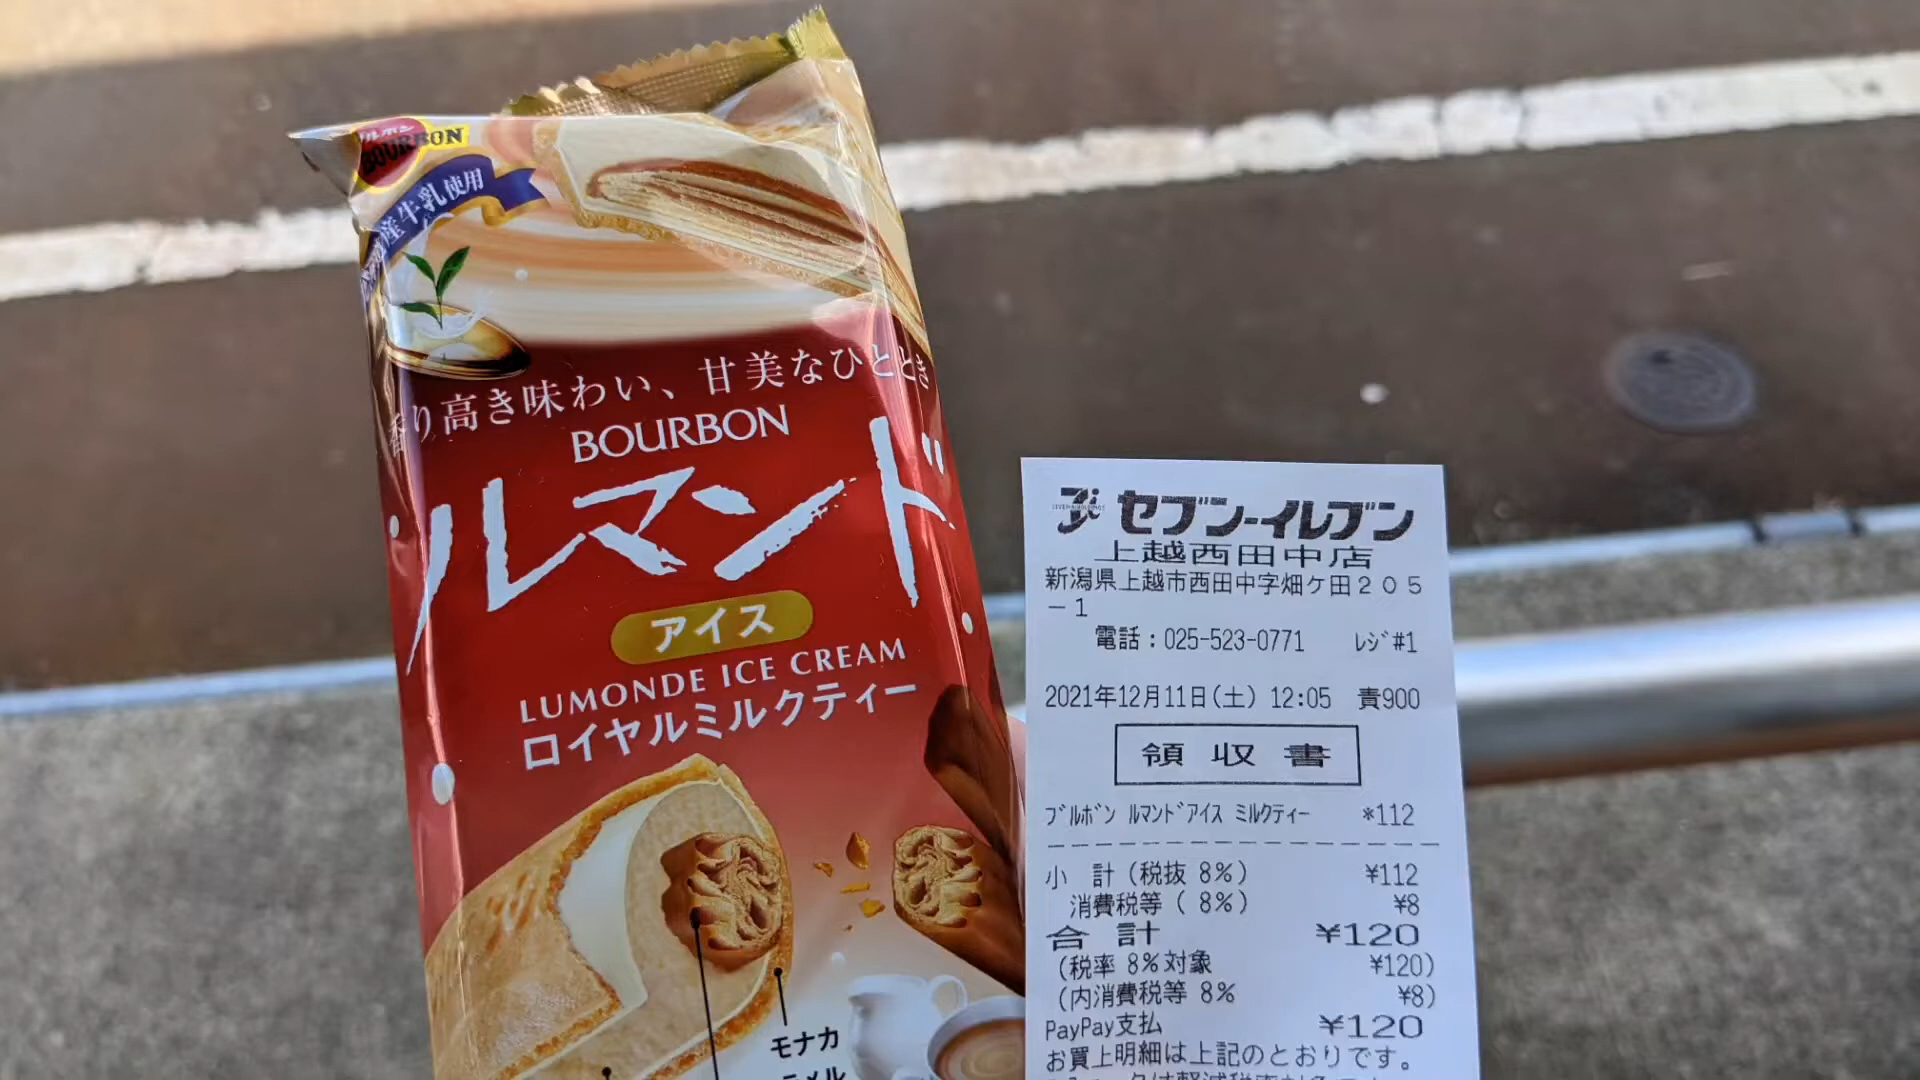 ブルボン
BOURBON
産牛乳使用
香り高き味わい、甘美なひととき
BOURBON
ルマンド
アイス
LUMONDE ICE CREAM
ロイヤルミルクティー
モナカ
セブン-イレブン
上越西田中店
新潟県上越市西田中字畑ケ田205
-1
電話:025-523-0771 レジ#1
2021年12月11日(土) 12:05 責900
領収書
ブルボン ルマンドアイス ミルクティー *112
小 計(税抜 8%) ¥112
消費税等( 8%) ¥8
合 計 ¥120
(税率 8%対象 ¥120)
(内消費税等 8% ¥8)
PayPay支払 ¥120
お買上明細は上記のとおりです。